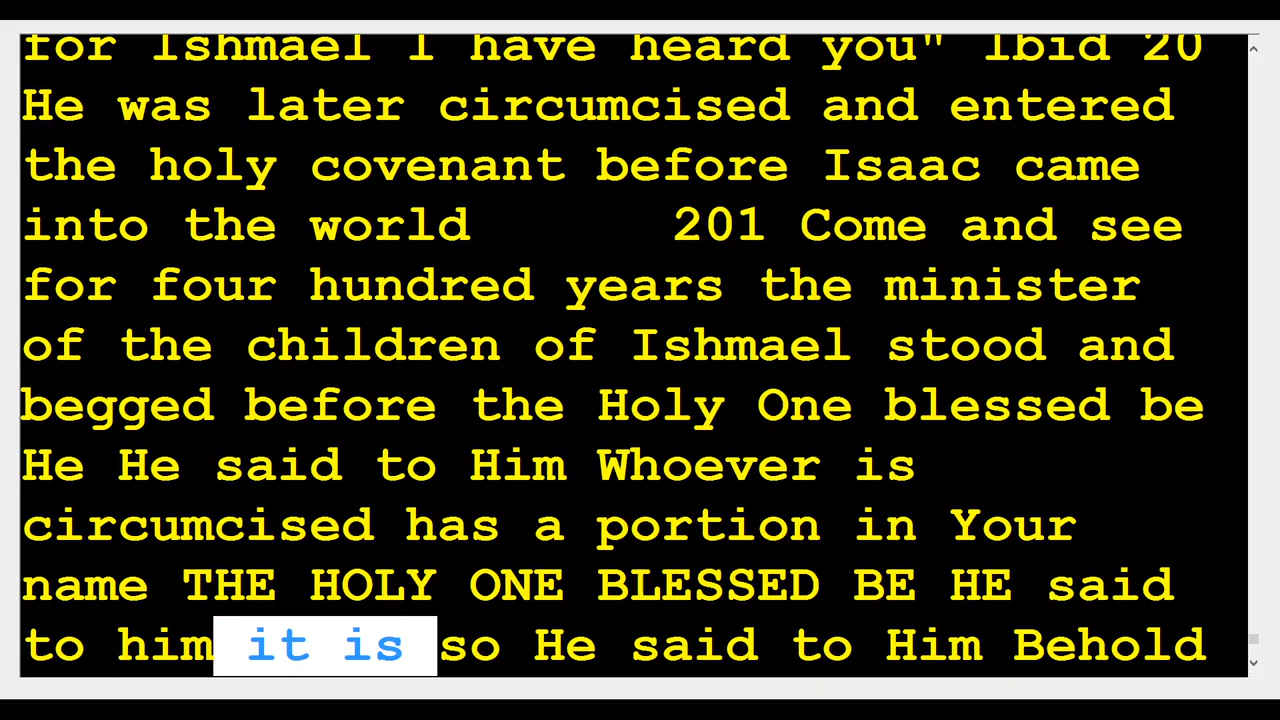 for Ishmael I have heard you" Ibid 20
He was later circumcised and entered
the holy covenant before Isaac came
into the world 201 Come and see
for four hundred years the minister
of the children of Ishmael stood and
begged before the Holy One blessed be
He He said to Him Whoever is
circumcised has a portion in Your
name THE HOLY ONE BLESSED BE HE said
to him it is so He said to Him Behold